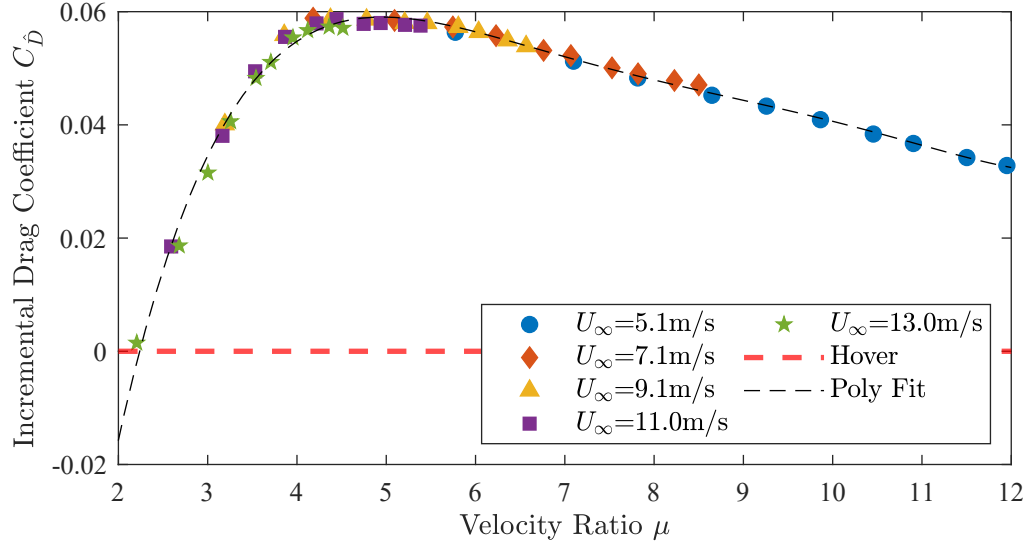 0.06
0.04
0.02
0
-0.02
Incremental Drag Coefficient C_D̂
2 3 4 5 6 7 8 9 10 11 12
Velocity Ratio μ
U∞=5.1m/s
U∞=7.1m/s
U∞=9.1m/s
U∞=11.0m/s
U∞=13.0m/s
Hover
Poly Fit